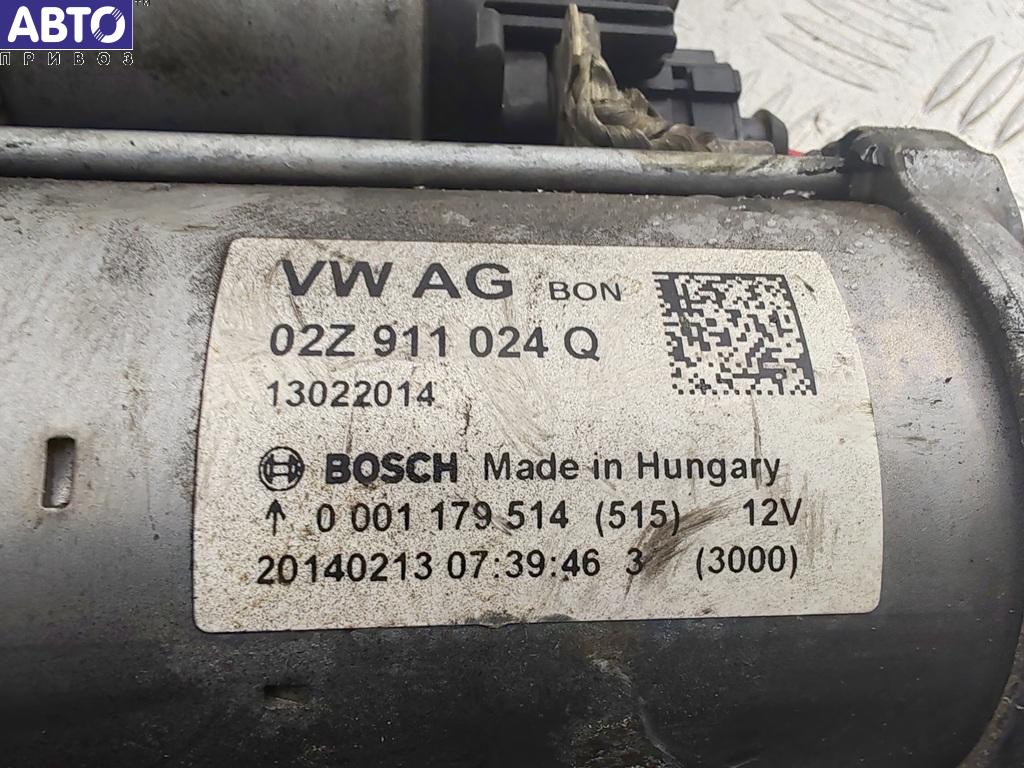 АВТО™
ПРИВОЗ
VW AG BON
02Z 911 024 Q
13022014
BOSCH Made in Hungary
↑ 0 001 179 514 (515) 12V
20140213 07:39:46 3 (3000)